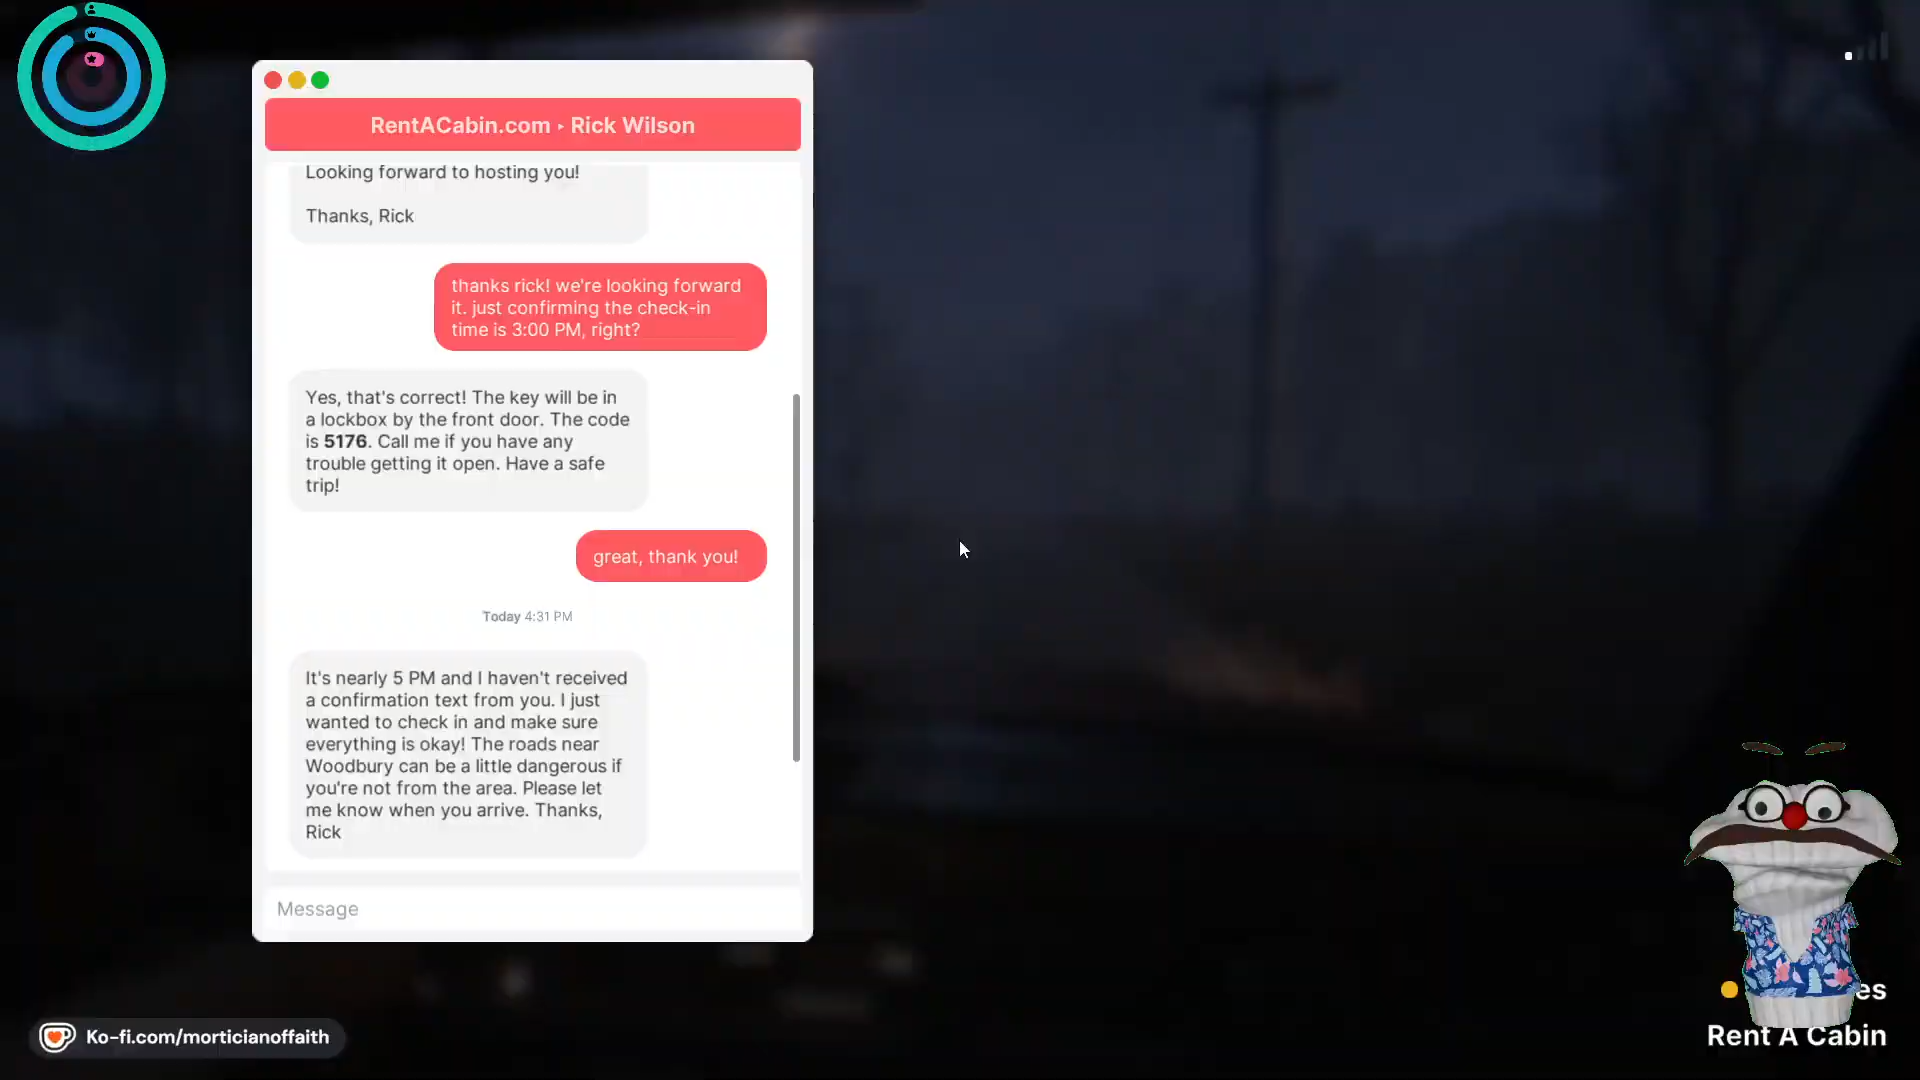 RentACabin.com • Rick Wilson
Looking forward to hosting you!
Thanks, Rick
thanks rick! we're looking forward
it. just confirming the check-in
time is 3:00 PM, right?
Yes, that's correct! The key will be in
a lockbox by the front door. The code
is 5176. Call me if you have any
trouble getting it open. Have a safe
trip!
great, thank you!
Today 4:31 PM
It's nearly 5 PM and I haven't received
a confirmation text from you. I just
wanted to check in and make sure
everything is okay! The roads near
Woodbury can be a little dangerous if
you're not from the area. Please let
me know when you arrive. Thanks,
Rick
Message
Ko-fi.com/morticianoffaith
Rent A Cabin